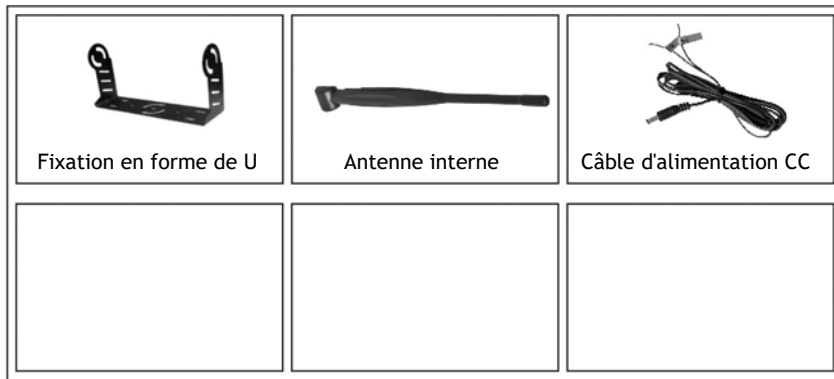 Fixation en forme de U
Antenne interne
Câble d'alimentation CC